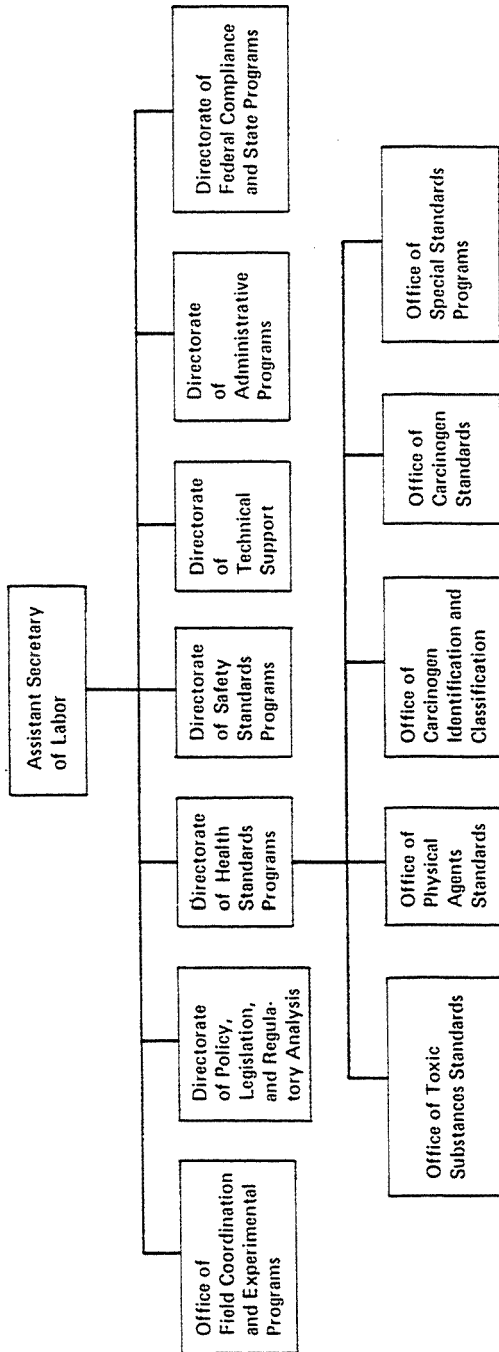 Assistant Secretary
of Labor
Office of
Field Coordination
and Experimental
Programs
Directorate
of Policy,
Legislation,
and Regula-
tory Analysis
Directorate
of Health
Standards
Programs
Directorate
of Safety
Standards
Programs
Directorate
of
Technical
Support
Directorate
of
Administrative
Programs
Directorate of
Federal Compliance
and State Programs
Office of Toxic
Substances Standards
Office of
Physical
Agents
Standards
Office of
Carcinogen
Identification and
Classification
Office of
Carcinogen
Standards
Office of
Special Standards
Programs